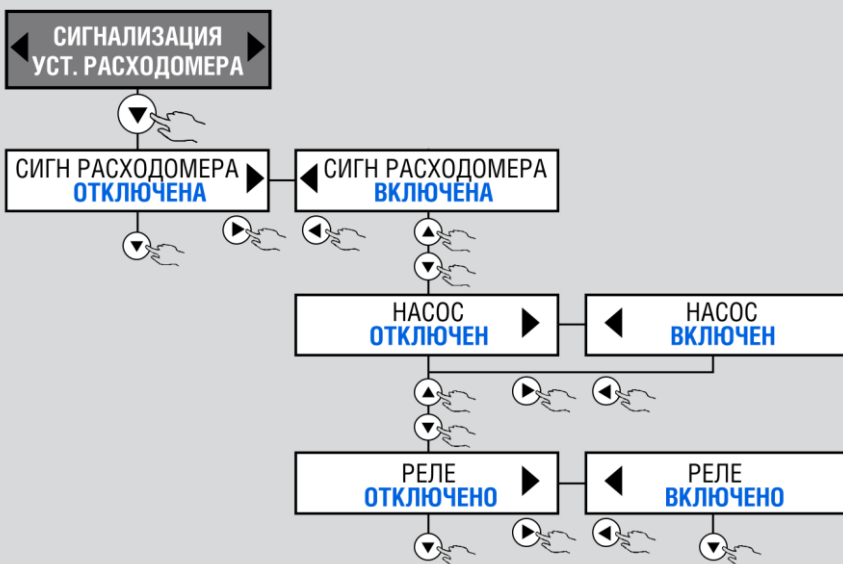 СИГНАЛИЗАЦИЯ
УСТ. РАСХОДОМЕРА
СИГН РАСХОДОМЕРА
ОТКЛЮЧЕНА
СИГН РАСХОДОМЕРА
ВКЛЮЧЕНА
НАСОС
ОТКЛЮЧЕН
НАСОС
ВКЛЮЧЕН
РЕЛЕ
ОТКЛЮЧЕНО
РЕЛЕ
ВКЛЮЧЕНО